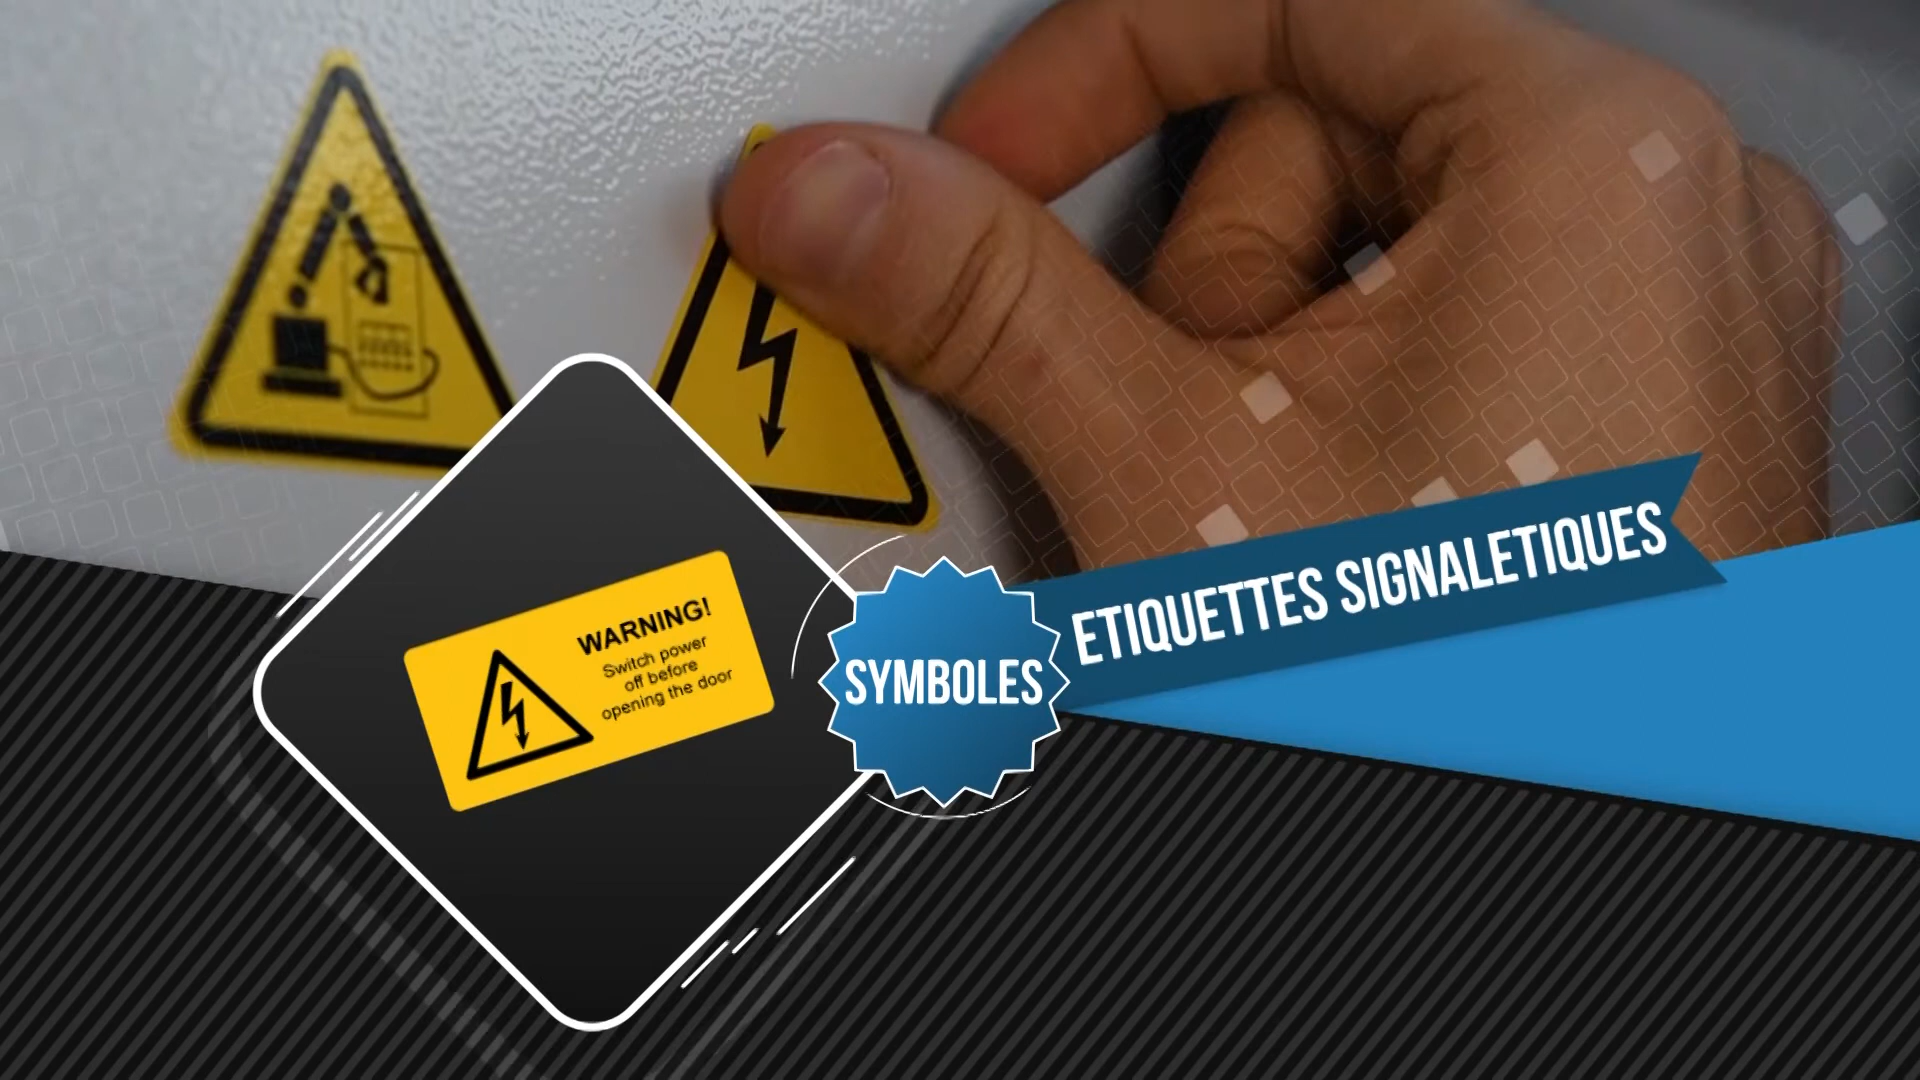 ETIQUETTES SIGNALETIQUES
SYMBOLES
WARNING!
Switch power
off before
opening the door